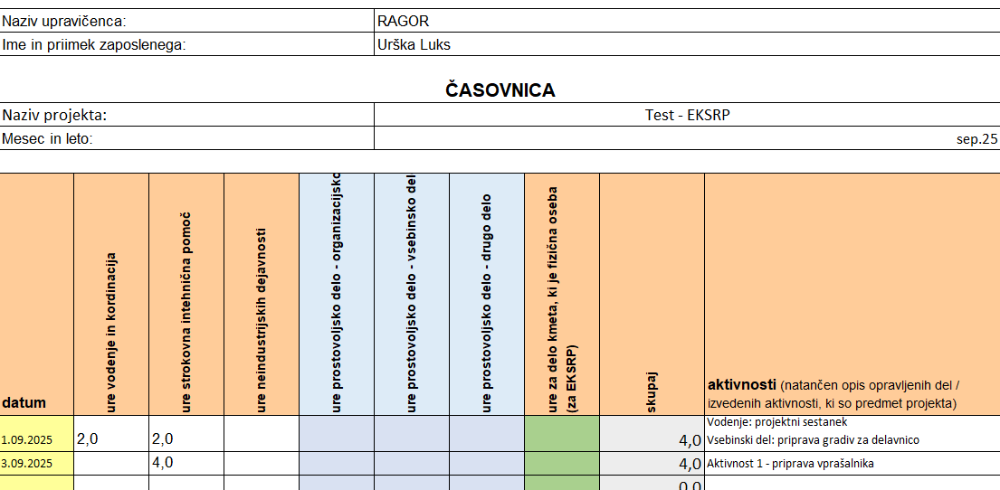 Naziv upravičenca: RAGOR
Ime in priimek zaposlenega: Urška Luks
ČASOVNICA
Naziv projekta: Test - EKSRP
Mesec in leto: sep.25
datum
ure vodenje in kordinacija
ure strokovna intehnična pomoč
ure neindustrijskih dejavnosti
ure prostovoljsko delo - organizacijsko
ure prostovoljsko delo - vsebinsko delo
ure prostovoljsko delo - drugo delo
ure za delo kmeta, ki je fizična oseba
(za EKSRP)
skupaj
aktivnosti (natančen opis opravljenih del /
izvedenih aktivnosti, ki so predmet projekta)
Vodenje: projektni sestanek
1.09.2025 2,0 2,0 4,0 Vsebinski del: priprava gradiv za delavnico
3.09.2025 4,0 4,0 Aktivnost 1 - priprava vprašalnika
0,0